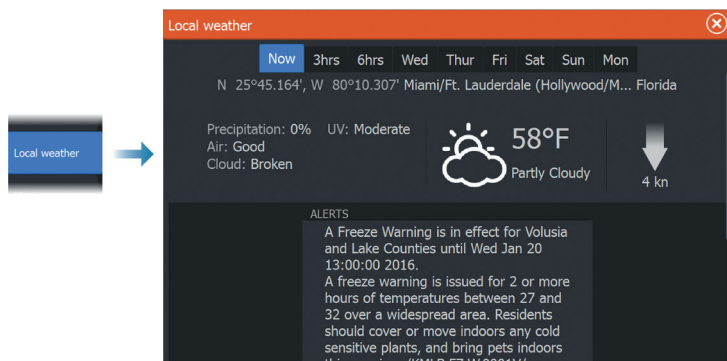 Local weather
Now 3hrs 6hrs Wed Thur Fri Sat Sun Mon
N 25°45.164', W 80°10.307' Miami/Ft. Lauderdale (Hollywood/M... Florida
Precipitation: 0% UV: Moderate
Air: Good
Cloud: Broken
58°F
Partly Cloudy
4 kn
Local weather
ALERTS
A Freeze Warning is in effect for Volusia
and Lake Counties until Wed Jan 20
13:00:00 2016.
A freeze warning is issued for 2 or more
hours of temperatures between 27 and
32 over a widespread area. Residents
should cover or move indoors any cold
sensitive plants, and bring pets indoors